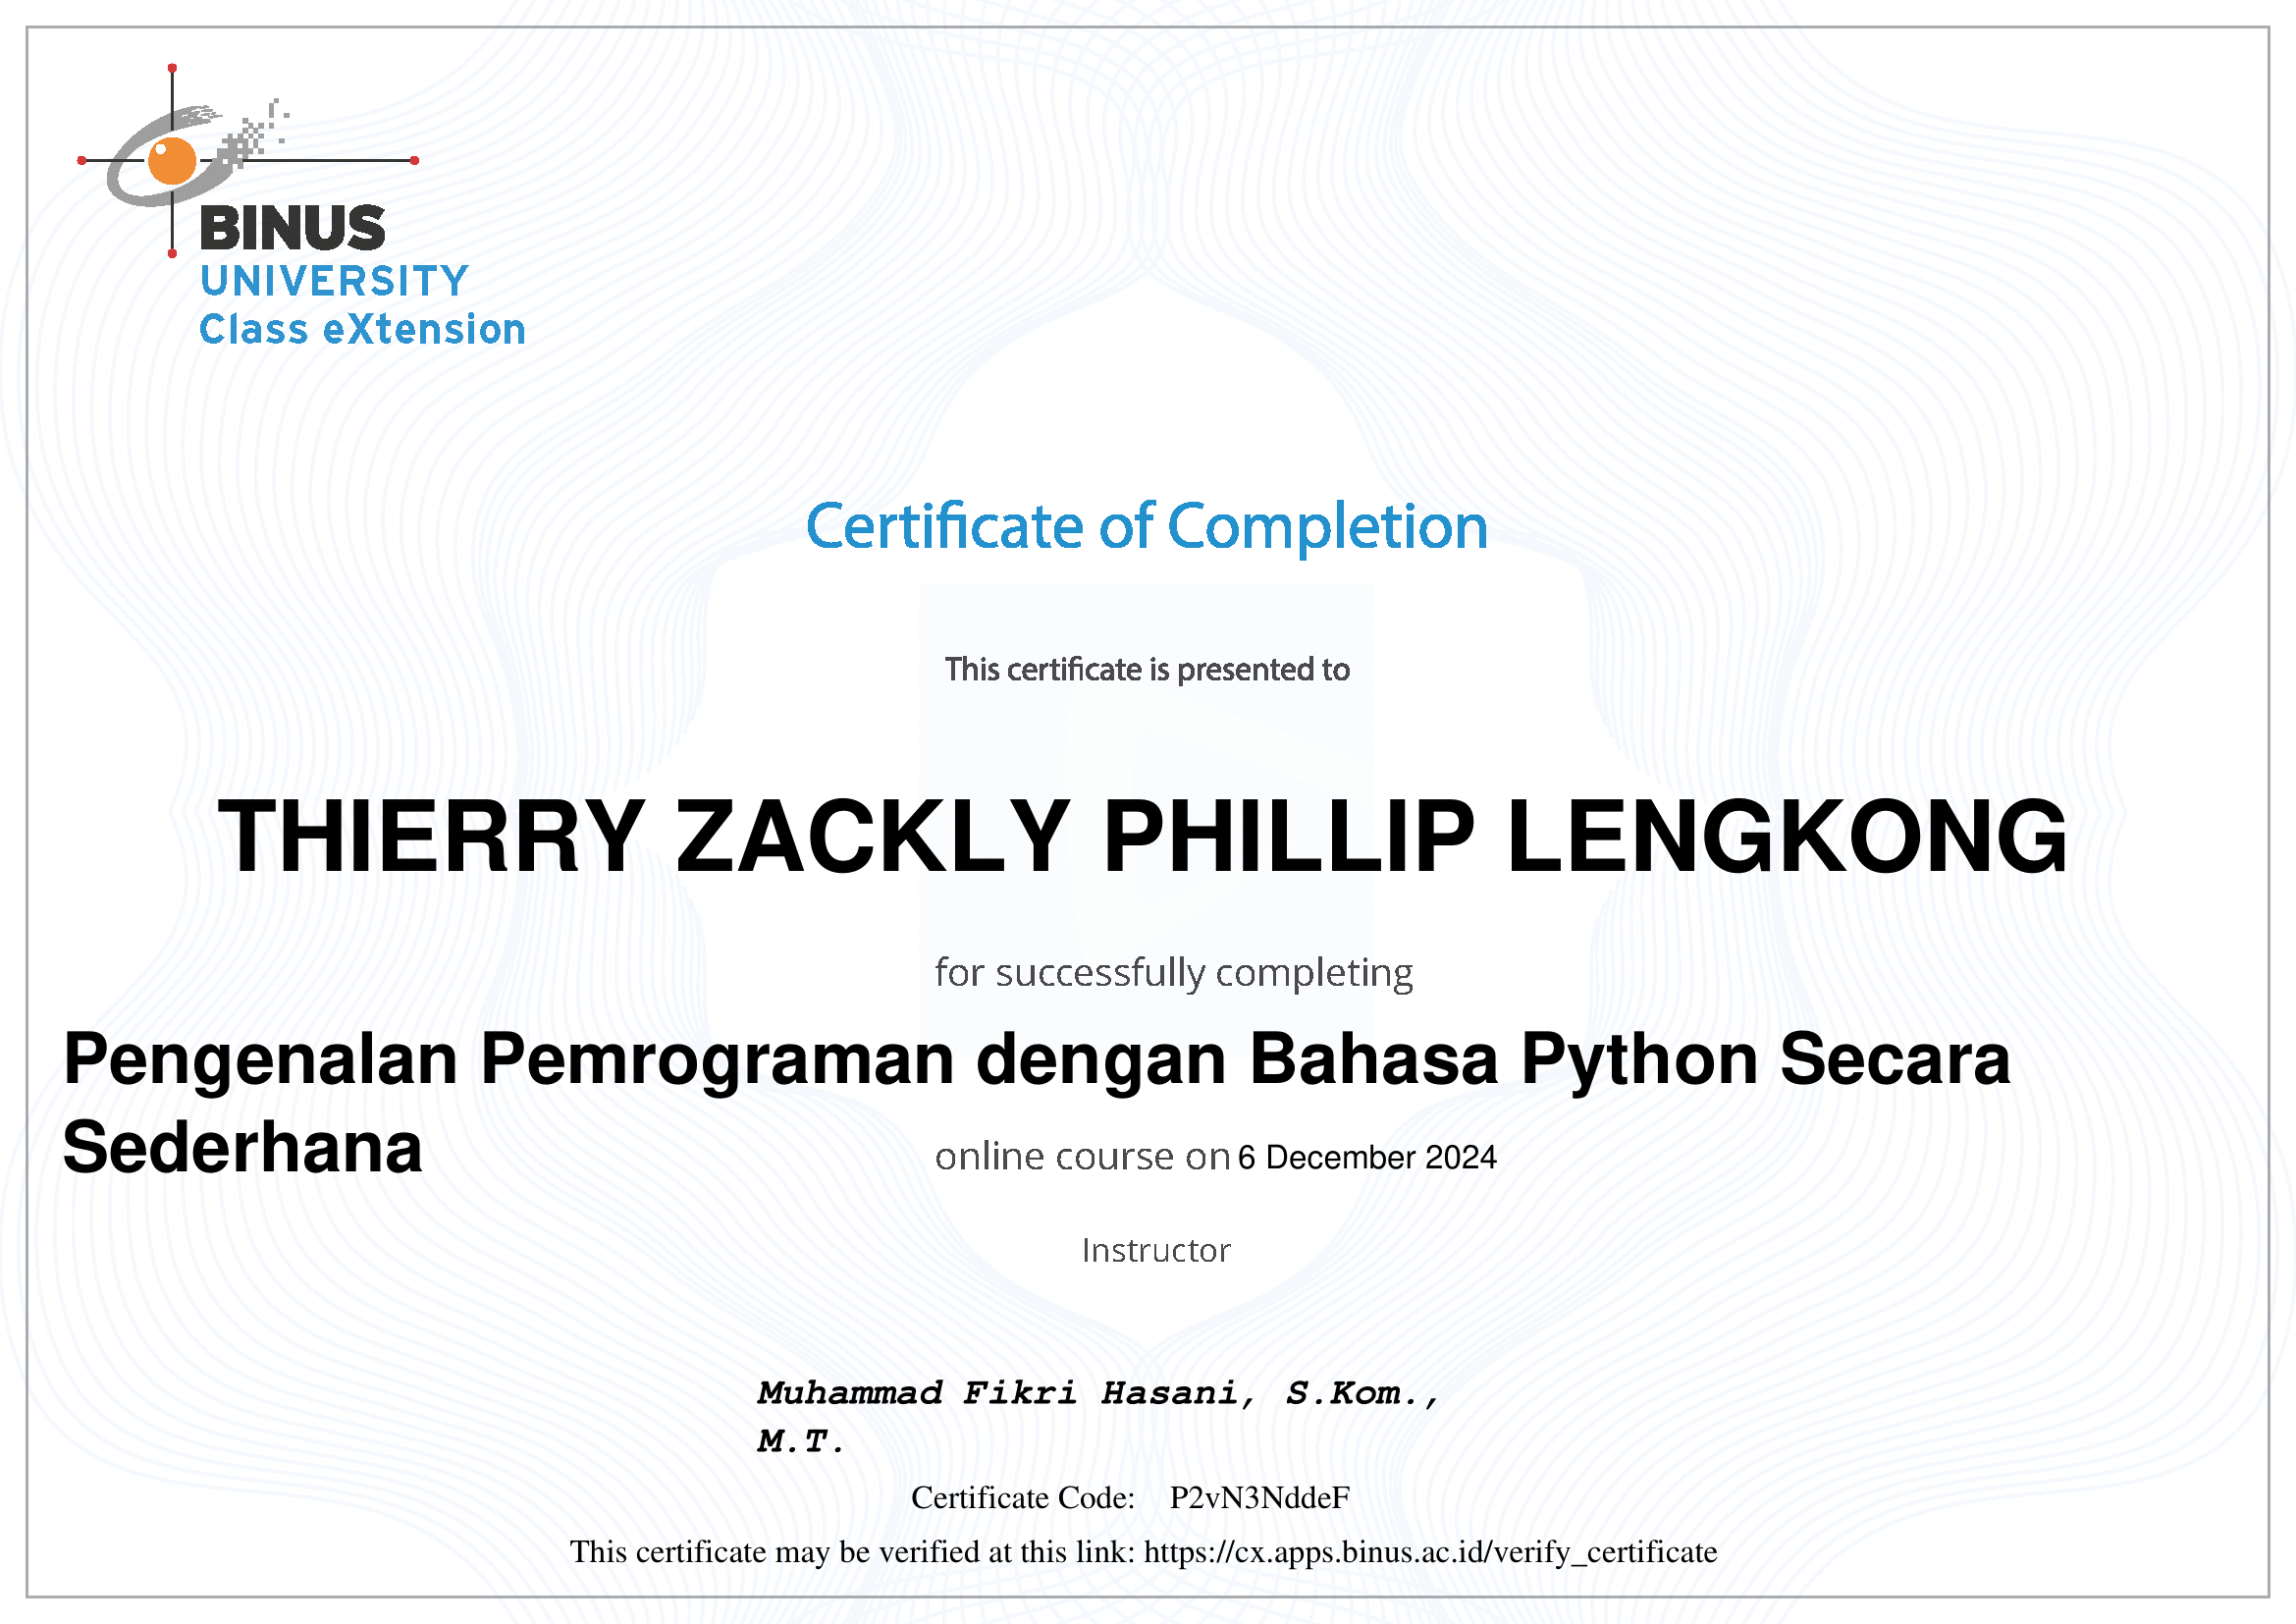 BINUS
UNIVERSITY
Class eXtension
Certificate of Completion
This certificate is presented to
THIERRY ZACKLY PHILLIP LENGKONG
for successfully completing
Pengenalan Pemrograman dengan Bahasa Python Secara
Sederhana
online course on 6 December 2024
Instructor
Muhammad Fikri Hasani, S.Kom.,
M.T.
Certificate Code: P2vN3NddeF
This certificate may be verified at this link: https://cx.apps.binus.ac.id/verify_certificate